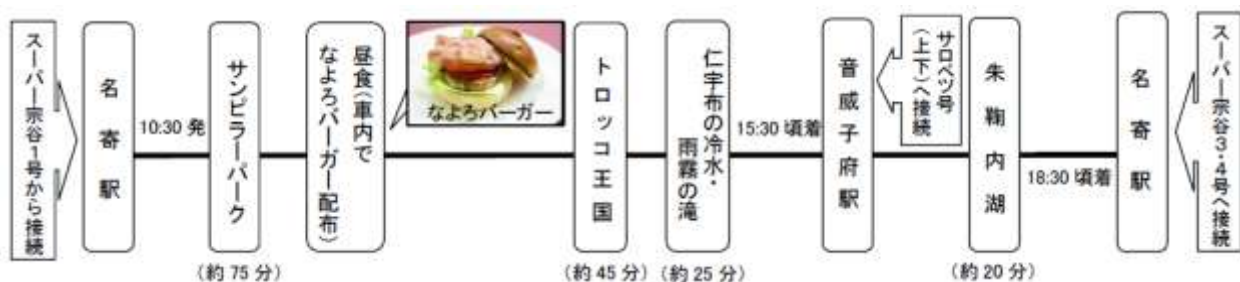 スーパー宗谷1号から接続
名寄駅
10:30 発
サンピラーパーク
(約 75 分)
昼食(車内で
なよろバーガー配布)
なよろバーガー
トロッコ王国
(約 45 分)
仁宇布の冷水・
雨霧の滝
(約 25 分)
15:30 頃着
音威子府駅
サロベツ号
(上下)へ接続
朱鞠内湖
(約 20 分)
18:30 頃着
名寄駅
スーパー宗谷3・4号へ接続